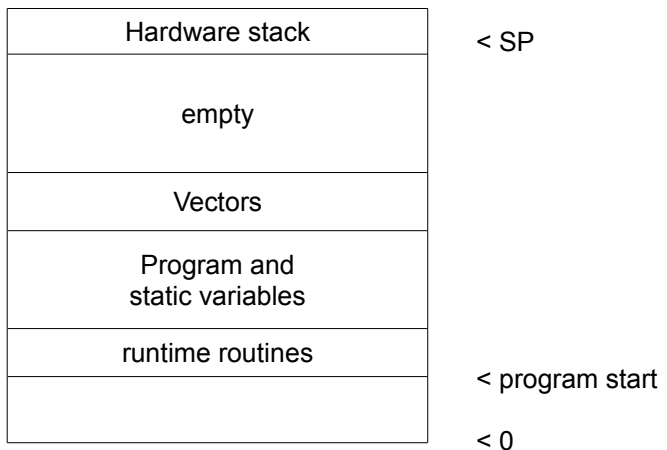 Hardware stack
< SP
empty
Vectors
Program and
static variables
runtime routines
< program start
< 0